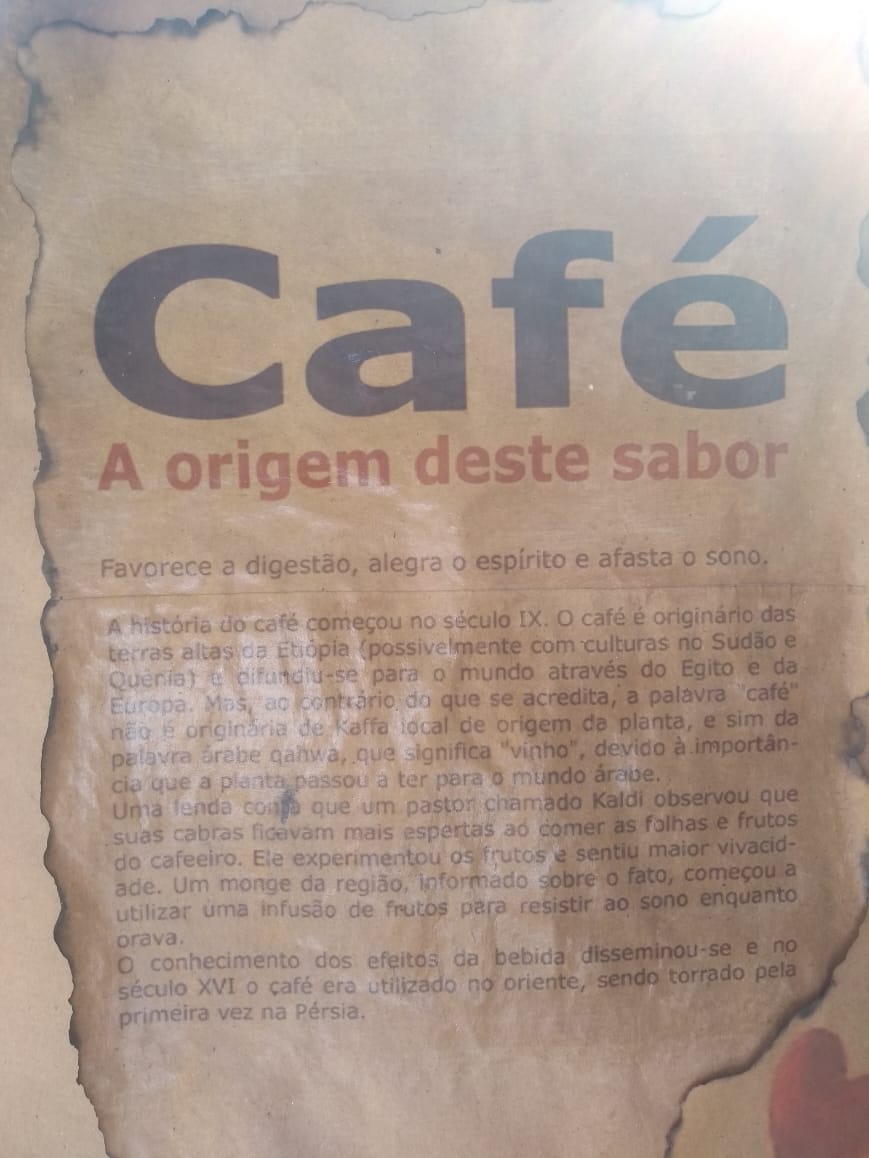 Café
A origem deste sabor
Favorece a digestão, alegra o espírito e afasta o sono.
A história do café começou no século IX. O café é originário das
terras altas da Etiópia (possivelmente com culturas no Sudão e
Quênia) e difundiu-se para o mundo através do Egito e da
Europa. Mas, ao contrário do que se acredita, a palavra "café"
não é originária de Kaffa local de origem da planta, e sim da
palavra árabe qahwa, que significa "vinho", devido à importân-
cia que a planta passou a ter para o mundo árabe.
Uma lenda conta que um pastor chamado Kaldi observou que
suas cabras ficavam mais espertas ao comer as folhas e frutos
do cafeeiro. Ele experimentou os frutos e sentiu maior vivacid-
ade. Um monge da região, informado sobre o fato, começou a
utilizar uma infusão de frutos para resistir ao sono enquanto
orava.
O conhecimento dos efeitos da bebida disseminou-se e no
século XVI o café era utilizado no oriente, sendo torrado pela
primeira vez na Pérsia.